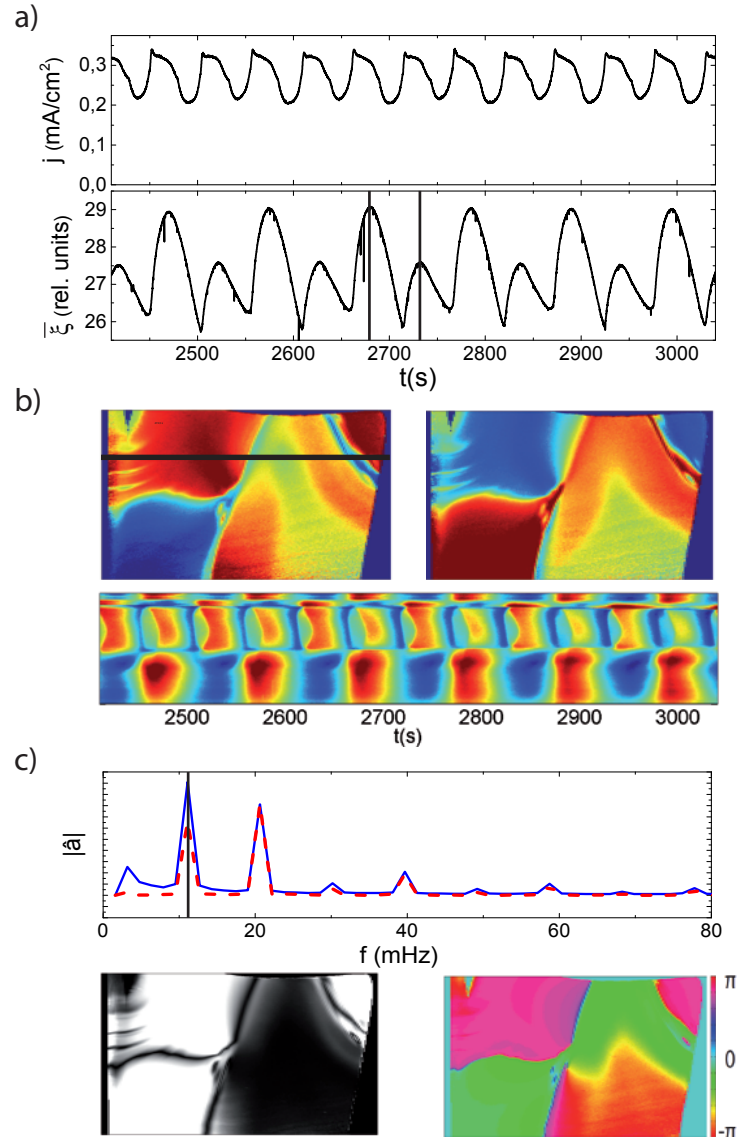 a)
0,3
0,2
0,1
0,0
j (mA/cm²)
29
28
27
26
ξ̅ (rel. units)
2500 2600 2700 2800 2900 3000
t(s)
b)
2500 2600 2700 2800 2900 3000
t(s)
c)
|â|
0 20 40 60 80
f (mHz)
π
0
-π